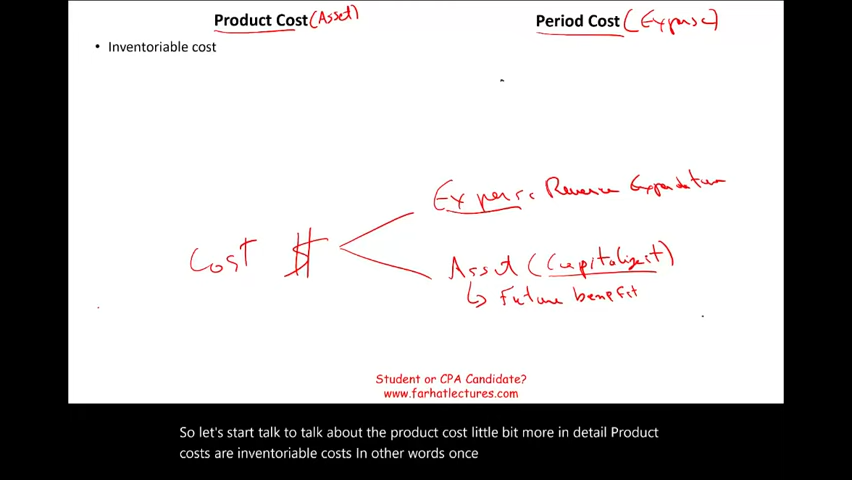 Product Cost (Asset)
Period Cost (Expense)
• Inventoriable cost
Expense Revenue Expenditure
Cost $
Asset (Capitalized)
Future benefit
Student or CPA Candidate?
www.farhatlectures.com
So let's start talk to talk about the product cost little bit more in detail Product
costs are inventoriable costs In other words once